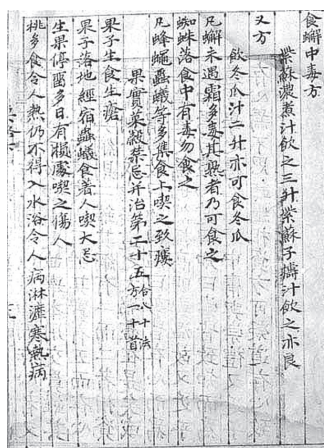 食蠏中毒方
紫蘇濃煮汁飲之三升紫蘇子擣汁飲之亦良
又方
飲冬瓜汁二升亦可食冬瓜
凡蠏未遇霜多毒其熟者乃可食之
蜘蛛落食中有毒勿食之
凡蜂蠅蟲蟻等多集食上喫之致瘻
果實菜穀禁忌并治第二十五
果子生食生瘡
果子落地經宿蟲蟻食者人喫大忌
生果停留多日有損處喫之傷人
桃多食令人熱仍不得入水浴令人病淋瀝寒熱病